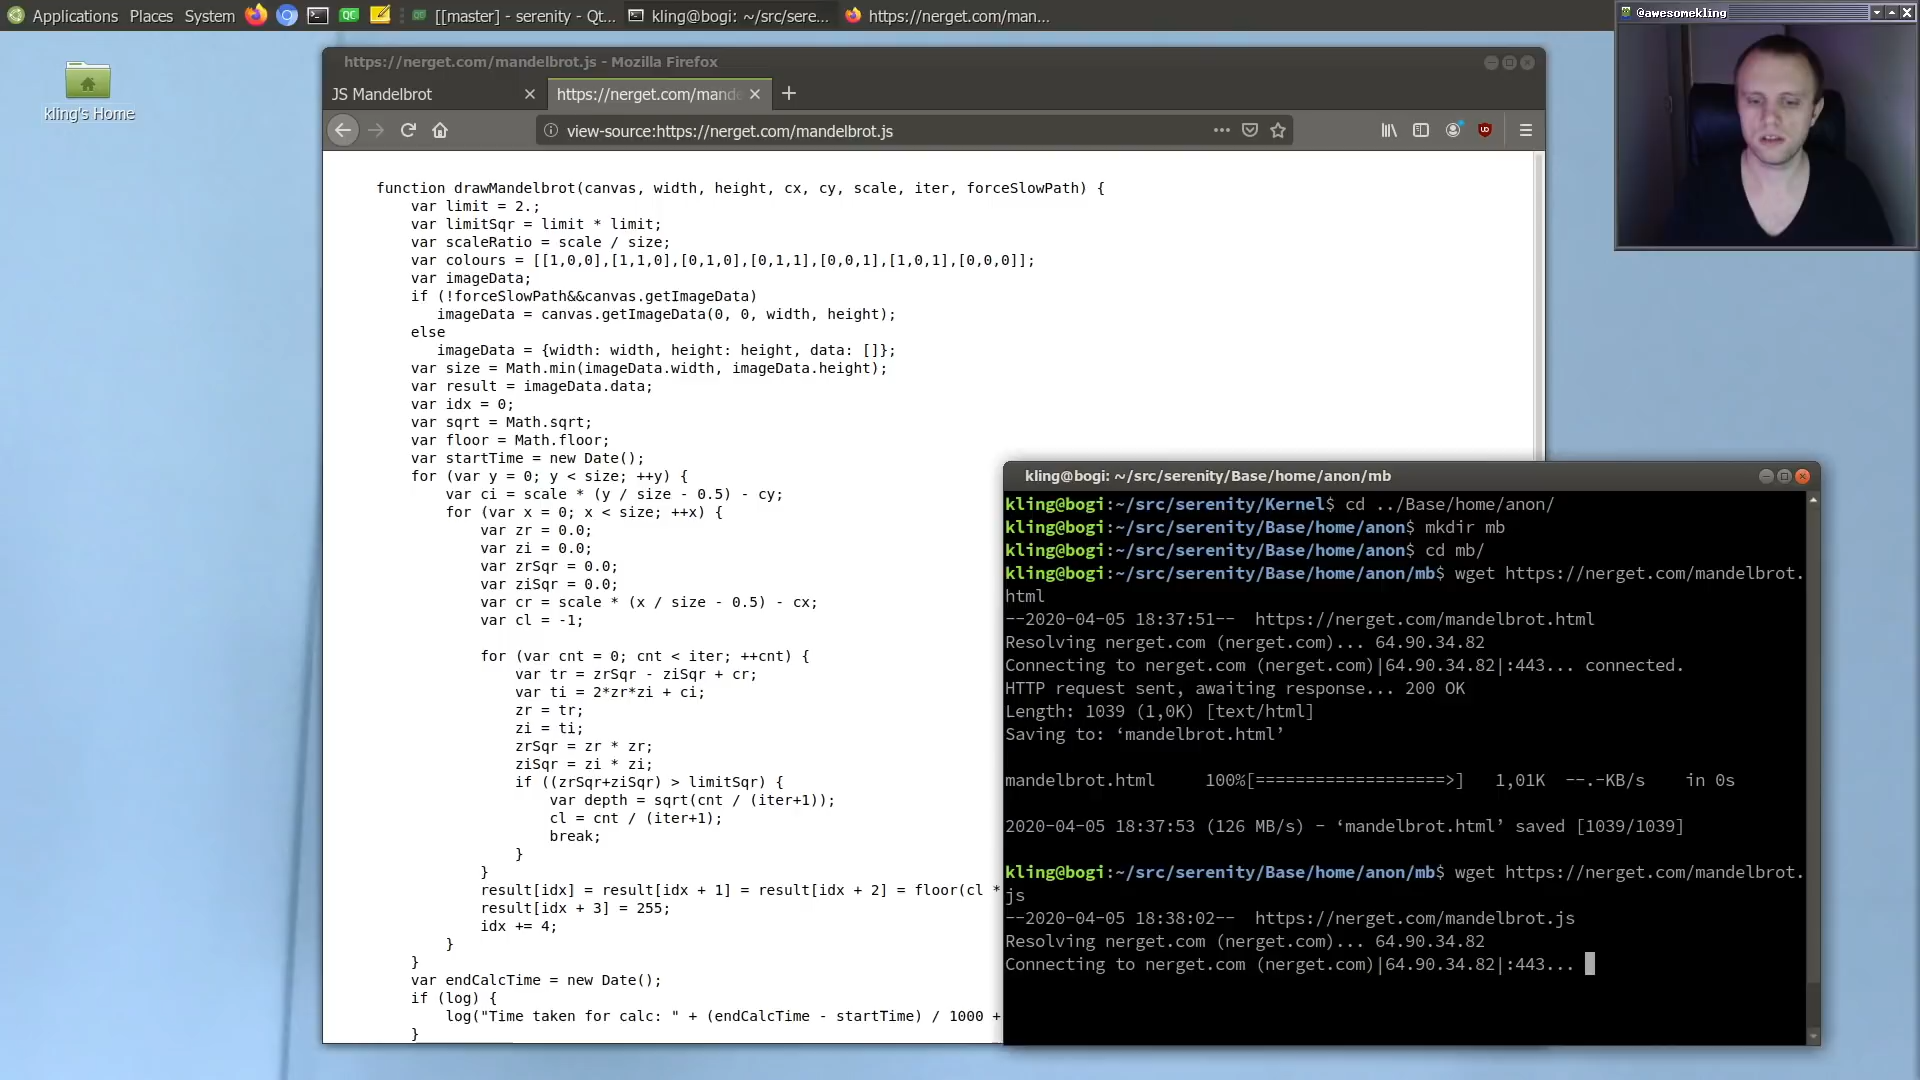 Applications Places System [[master] - serenity - Qt... kling@bogi: ~/src/sere... https://nerget.com/man...
@awesomekling
kling's Home
https://nerget.com/mandelbrot.js - Mozilla Firefox
JS Mandelbrot https://nerget.com/mande
view-source:https://nerget.com/mandelbrot.js
function drawMandelbrot(canvas, width, height, cx, cy, scale, iter, forceSlowPath) {
var limit = 2.;
var limitSqr = limit * limit;
var scaleRatio = scale / size;
var colours = [[1,0,0],[1,1,0],[0,1,0],[0,1,1],[0,0,1],[1,0,1],[0,0,0]];
var imageData;
if (!forceSlowPath&&canvas.getImageData)
imageData = canvas.getImageData(0, 0, width, height);
else
imageData = {width: width, height: height, data: []};
var size = Math.min(imageData.width, imageData.height);
var result = imageData.data;
var idx = 0;
var sqrt = Math.sqrt;
var floor = Math.floor;
var startTime = new Date();
for (var y = 0; y < size; ++y) {
var ci = scale * (y / size - 0.5) - cy;
for (var x = 0; x < size; ++x) {
var zr = 0.0;
var zi = 0.0;
var zrSqr = 0.0;
var ziSqr = 0.0;
var cr = scale * (x / size - 0.5) - cx;
var cl = -1;
for (var cnt = 0; cnt < iter; ++cnt) {
var tr = zrSqr - ziSqr + cr;
var ti = 2*zr*zi + ci;
zr = tr;
zi = ti;
zrSqr = zr * zr;
ziSqr = zi * zi;
if ((zrSqr+ziSqr) > limitSqr) {
var depth = sqrt(cnt / (iter+1));
cl = cnt / (iter+1);
break;
}
}
result[idx] = result[idx + 1] = result[idx + 2] = floor(cl *
result[idx + 3] = 255;
idx += 4;
}
}
var endCalcTime = new Date();
if (log) {
log("Time taken for calc: " + (endCalcTime - startTime) / 1000 +
}
kling@bogi: ~/src/serenity/Base/home/anon/mb
kling@bogi:~/src/serenity/Kernel$ cd ../Base/home/anon/
kling@bogi:~/src/serenity/Base/home/anon$ mkdir mb
kling@bogi:~/src/serenity/Base/home/anon$ cd mb/
kling@bogi:~/src/serenity/Base/home/anon/mb$ wget https://nerget.com/mandelbrot.
html
--2020-04-05 18:37:51-- https://nerget.com/mandelbrot.html
Resolving nerget.com (nerget.com)... 64.90.34.82
Connecting to nerget.com (nerget.com)|64.90.34.82|:443... connected.
HTTP request sent, awaiting response... 200 OK
Length: 1039 (1,0K) [text/html]
Saving to: ‘mandelbrot.html’
mandelbrot.html 100%[===================>] 1,01K --.-KB/s in 0s
2020-04-05 18:37:53 (126 MB/s) - ‘mandelbrot.html’ saved [1039/1039]
kling@bogi:~/src/serenity/Base/home/anon/mb$ wget https://nerget.com/mandelbrot.
js
--2020-04-05 18:38:02-- https://nerget.com/mandelbrot.js
Resolving nerget.com (nerget.com)... 64.90.34.82
Connecting to nerget.com (nerget.com)|64.90.34.82|:443...